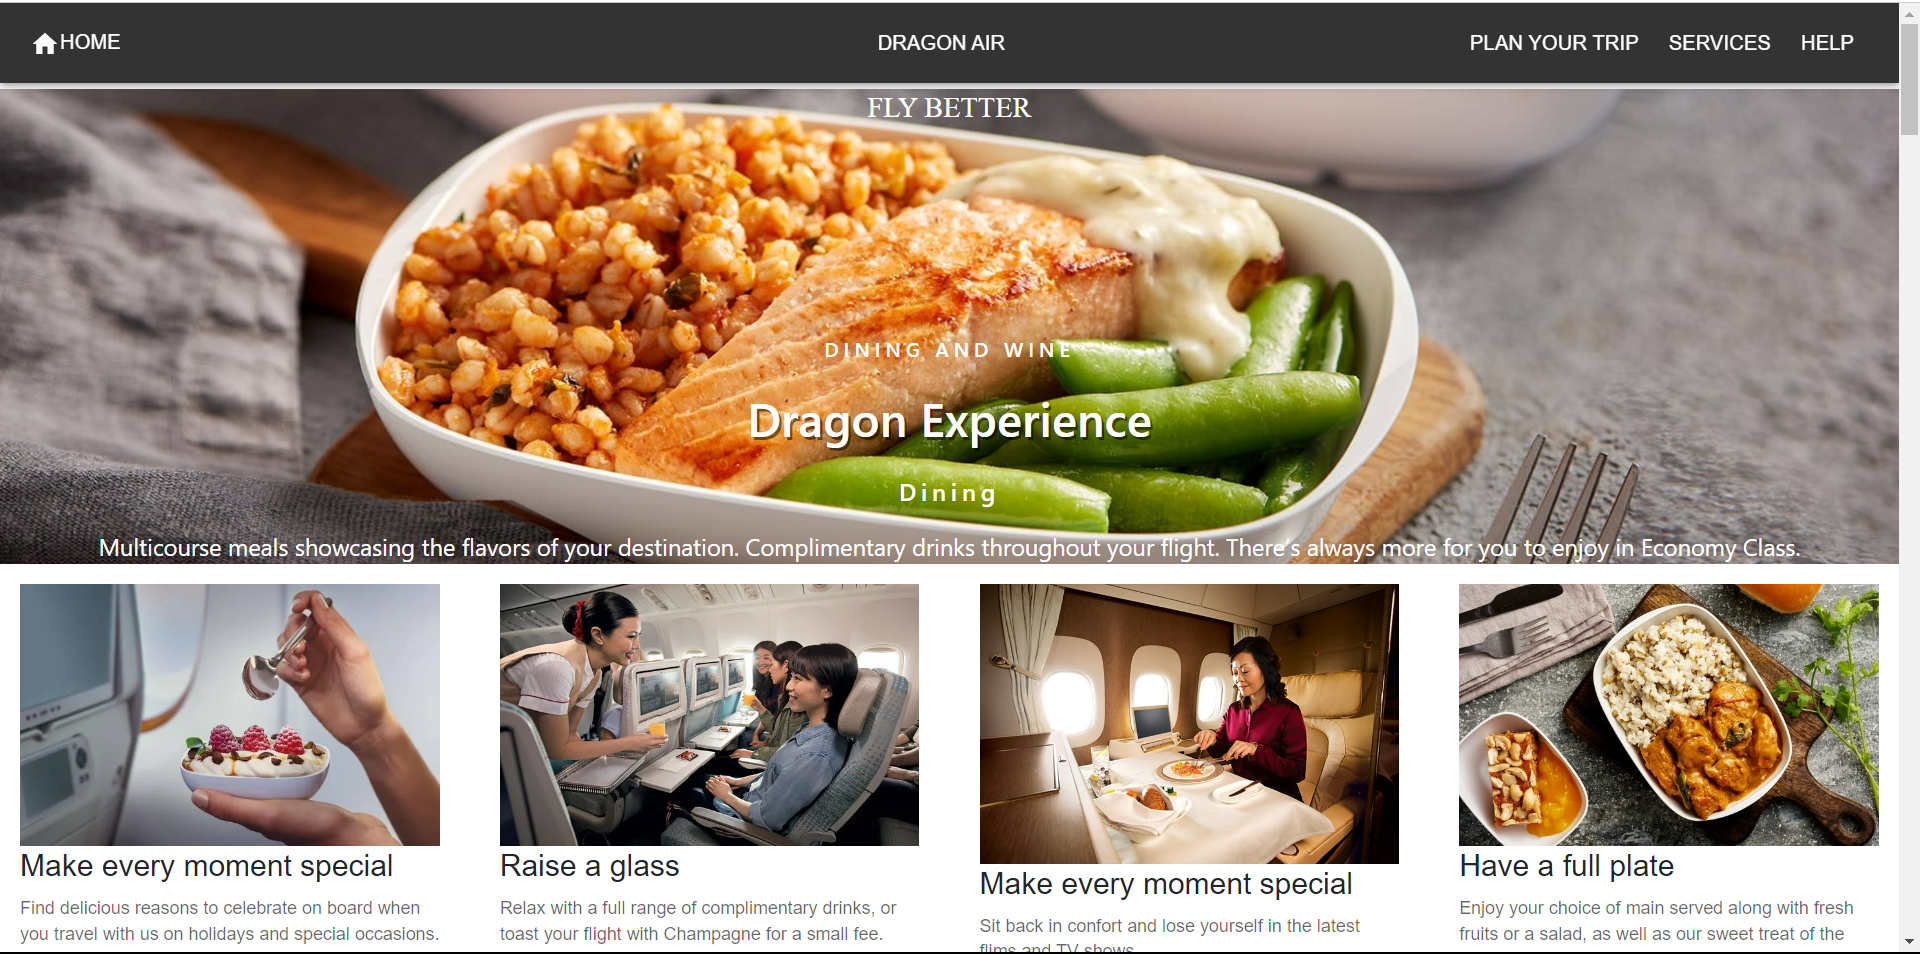 HOME
DRAGON AIR
PLAN YOUR TRIP
SERVICES
HELP
FLY BETTER
DINING AND WINE
Dragon Experience
Dining
Multicourse meals showcasing the flavors of your destination. Complimentary drinks throughout your flight. There's always more for you to enjoy in Economy Class.
Make every moment special
Find delicious reasons to celebrate on board when
you travel with us on holidays and special occasions.
Raise a glass
Relax with a full range of complimentary drinks, or
toast your flight with Champagne for a small fee.
Make every moment special
Sit back in confort and lose yourself in the latest
films and TV shows
Have a full plate
Enjoy your choice of main served along with fresh
fruits or a salad, as well as our sweet treat of the